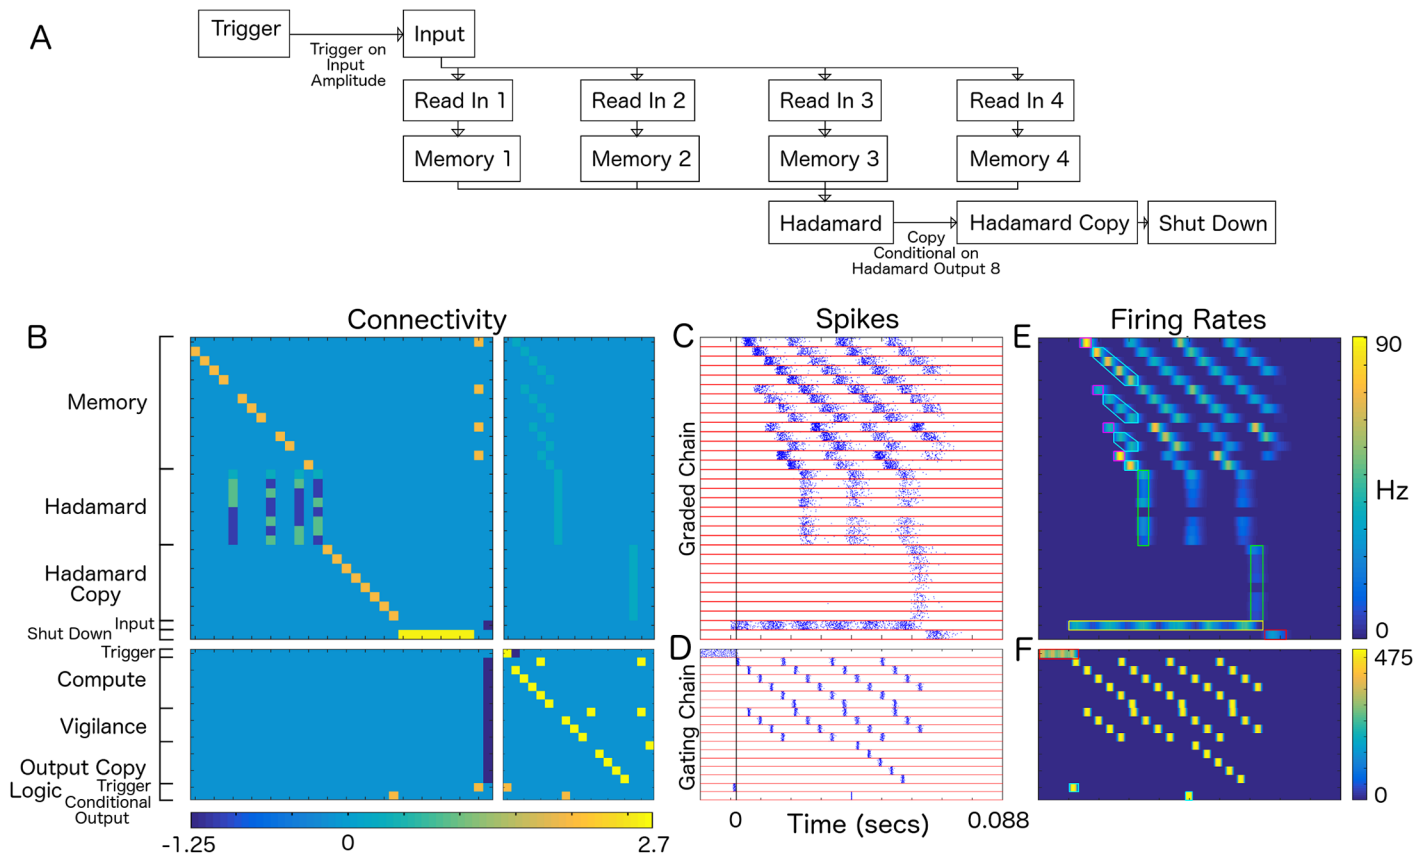 A
Trigger
Input
Trigger on
Input
Amplitude
Read In 1
Read In 2
Read In 3
Read In 4
Memory 1
Memory 2
Memory 3
Memory 4
Hadamard
Hadamard Copy
Shut Down
Copy
Conditional on
Hadamard Output 8
B
Connectivity
Memory
Hadamard
Hadamard
Copy
Input
Shut Down
Trigger
Compute
Vigilance
Output Copy
Logic
Trigger
Conditional
Output
-1.25
0
2.7
C
Spikes
Graded Chain
D
Gating Chain
0
Time (secs)
0.088
E
Firing Rates
90
Hz
0
F
475
0